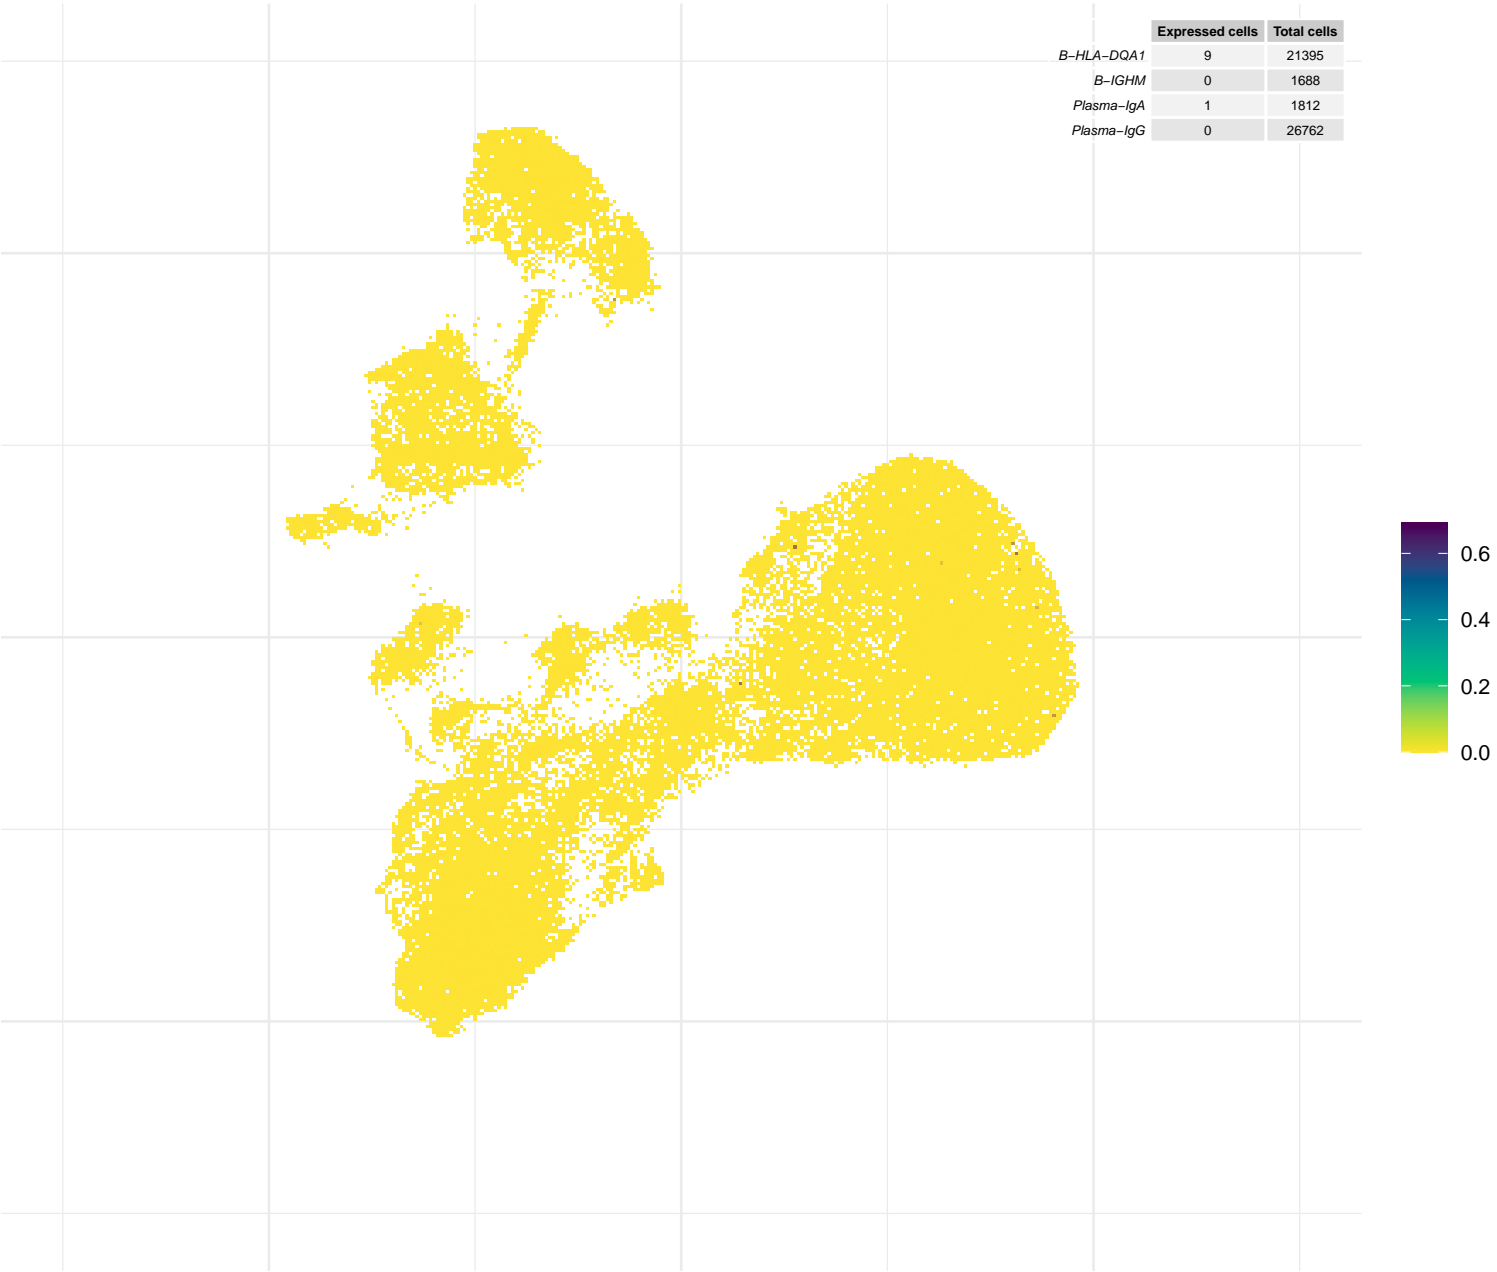 Expressed cells Total cells
B−HLA−DQA1 9 21395
B−IGHM 0 1688
Plasma−IgA 1 1812
Plasma−IgG 0 26762
0.6
0.4
0.2
0.0